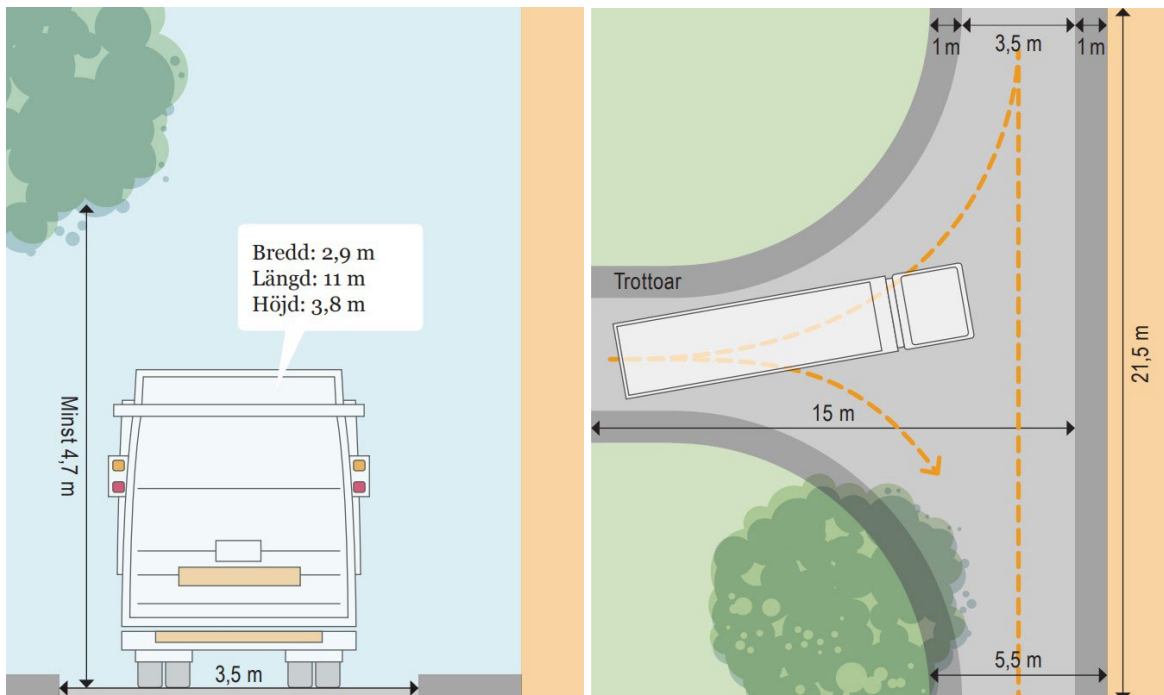 Bredd: 2,9 m
Längd: 11 m
Höjd: 3,8 m
Minst 4,7 m
3,5 m
1 m
3,5 m
1 m
Trottoar
15 m
21,5 m
5,5 m